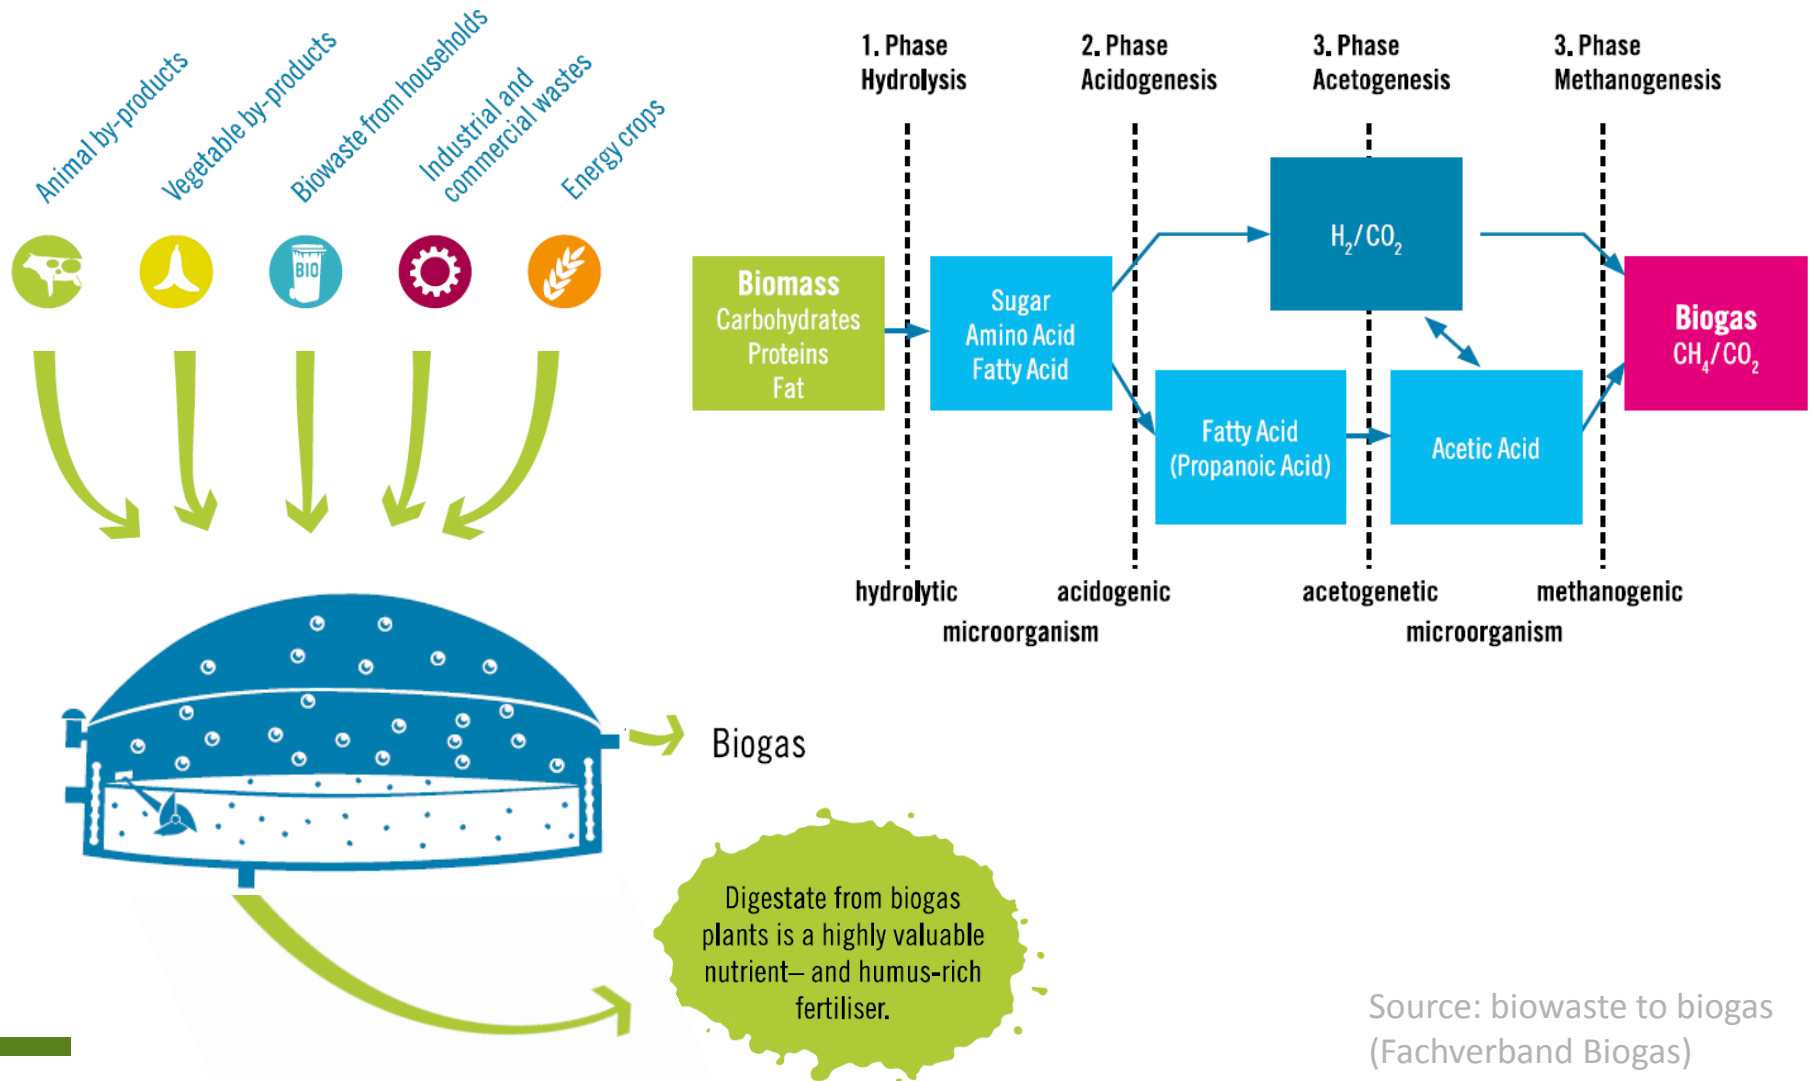 Animal by-products
Vegetable by-products
Biowaste from households
Industrial and
commercial wastes
Energy crops
BIO
1. Phase
Hydrolysis
2. Phase
Acidogenesis
3. Phase
Acetogenesis
3. Phase
Methanogenesis
Biomass
Carbohydrates
Proteins
Fat
Sugar
Amino Acid
Fatty Acid
H₂/CO₂
Fatty Acid
(Propanoic Acid)
Acetic Acid
Biogas
CH₄/CO₂
hydrolytic
acidogenic
microorganism
acetogenetic
methanogenic
microorganism
Biogas
Digestate from biogas
plants is a highly valuable
nutrient– and humus-rich
fertiliser.
Source: biowaste to biogas
(Fachverband Biogas)